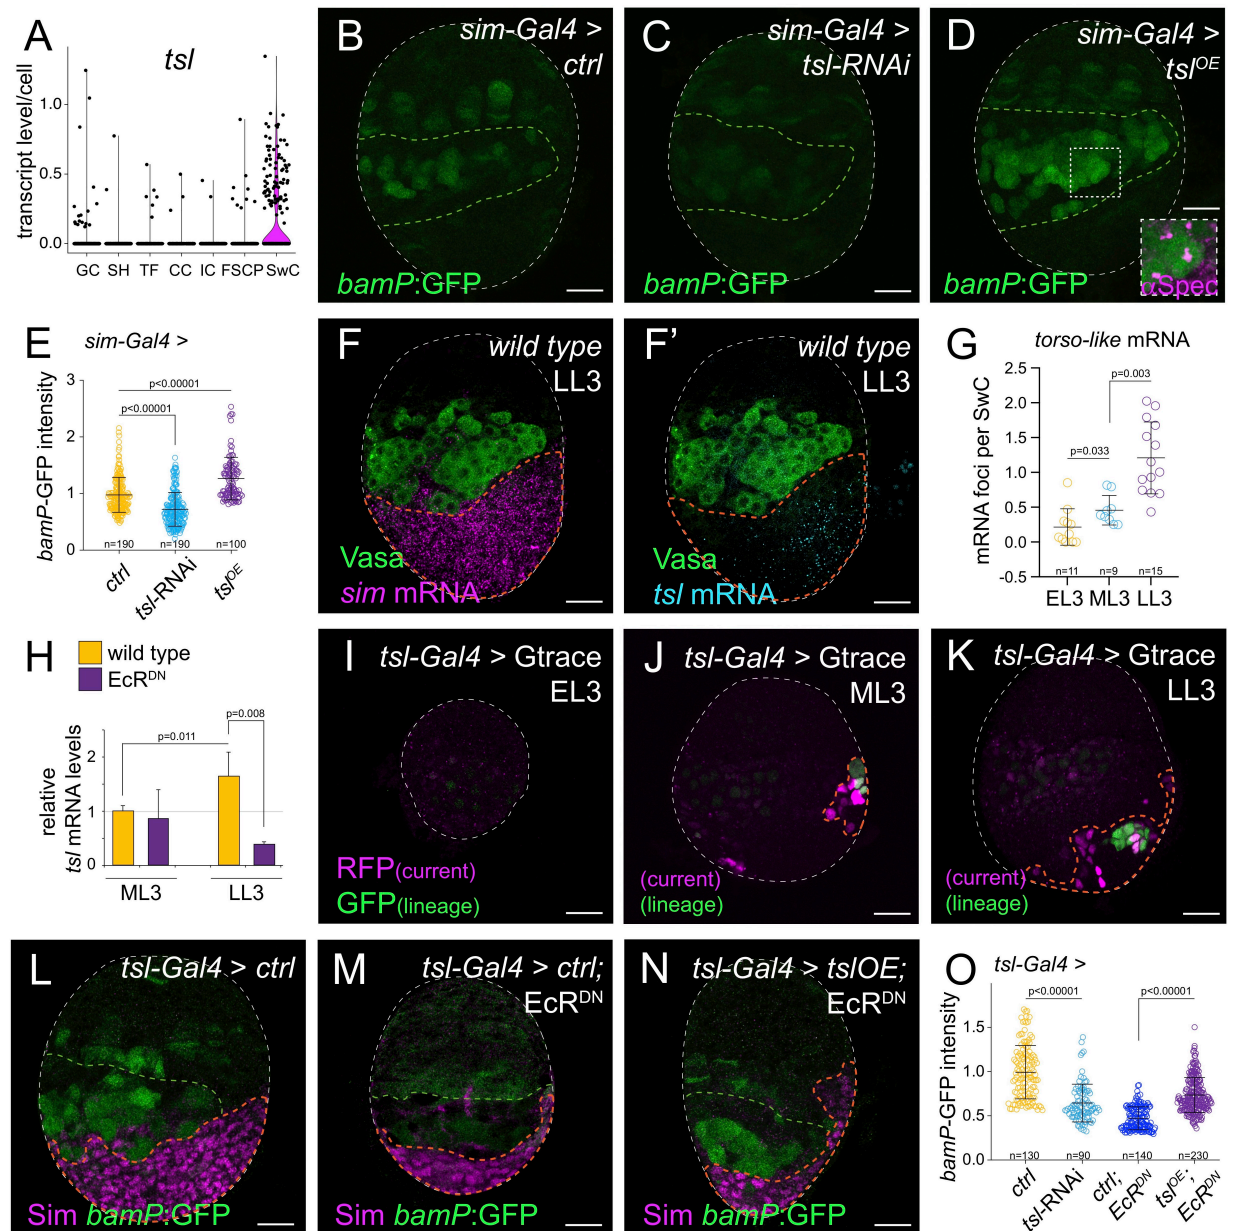 A
tsl
transcript level/cell
1.0
0.5
0.0
GC SH TF CC IC FSCP SwC
B
sim-Gal4 >
ctrl
bamP:GFP
C
sim-Gal4 >
tsl-RNAi
bamP:GFP
D
sim-Gal4 >
tslOE
αSpec
bamP:GFP
E
sim-Gal4 >
bamP-GFP intensity
3
2
1
0
p<0.00001
p<0.00001
n=190 n=190 n=100
ctrl
tsl-RNAi
tslOE
F
wild type
LL3
Vasa
sim mRNA
F’
wild type
LL3
Vasa
tsl mRNA
G
torso-like mRNA
mRNA foci per SwC
2.5
2.0
1.5
1.0
0.5
0.0
-0.5
p=0.003
p=0.033
n=11 n=9 n=15
EL3 ML3 LL3
H
wild type
EcRDN
relative
tsl mRNA levels
2
1
0
p=0.011
p=0.008
ML3 LL3
I
tsl-Gal4 > Gtrace
EL3
RFP(current)
GFP(lineage)
J
tsl-Gal4 > Gtrace
ML3
(current)
(lineage)
K
tsl-Gal4 > Gtrace
LL3
(current)
(lineage)
L
tsl-Gal4 > ctrl
Sim bamP:GFP
M
tsl-Gal4 > ctrl;
EcRDN
Sim bamP:GFP
N
tsl-Gal4 > tslOE;
EcRDN
Sim bamP:GFP
O
tsl-Gal4 >
bamP-GFP intensity
1.5
1.0
0.5
0.0
p<0.00001
p<0.00001
n=130 n=90 n=140 n=230
ctrl
tsl-RNAi
ctrl;
EcRDN
tslOE;
EcRDN